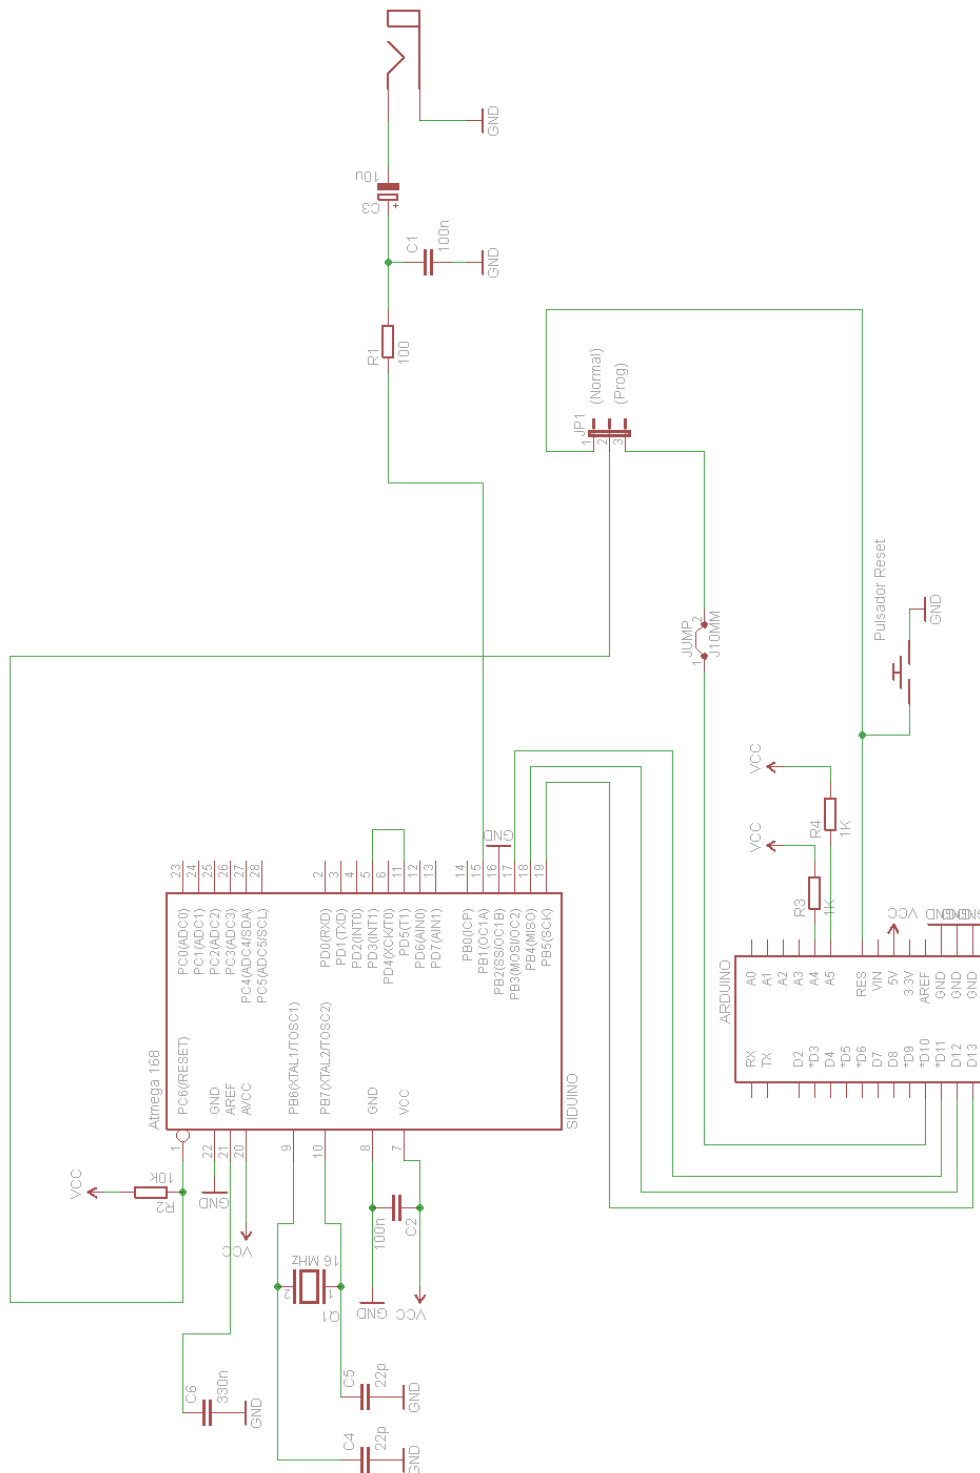 GND
10u
C3
+
C1
100n
GND
R1
100
JP1
1
2
3
(Normal)
(Prog)
Pulsador Reset
GND
JUMP
1
2
J10MM
VCC
R4
1K
VCC
R3
1K
GND
23
24
25
26
27
28
2
3
4
5
6
11
12
13
14
15
16
17
18
19
PC0(ADC0)
PC1(ADC1)
PC2(ADC2)
PC3(ADC3)
PC4(ADC4/SDA)
PC5(ADC5/SCL)
PD0(RXD)
PD1(TXD)
PD2(INT0)
PD3(INT1)
PD4(XCK/T0)
PD5(T1)
PD6(AIN0)
PD7(AIN1)
PB0(ICP)
PB1(OC1A)
PB2(SS/OC1B)
PB3(MOSI/OC2)
PB4(MISO)
PB5(SCK)
Atmega 168
PC6(/RESET)
GND
AREF
AVCC
PB6(XTAL1/TOSC1)
PB7(XTAL2/TOSC2)
GND
VCC
SIDUINO
1
22
21
20
9
10
8
7
ARDUINO
VCC
GND
GND
A0
A1
A2
A3
A4
A5
RES
VIN
5V
3.3V
AREF
GND
GND
GND
RX
TX
D2
*D3
D4
*D5
*D6
D7
D8
*D9
*D10
*D11
D12
D13
VCC
10k
R2
GND
VCC
16 MHz
2
1
Q1
100n
C2
GND
VCC
C6
330n
GND
C5
22p
GND
C4
22p
GND